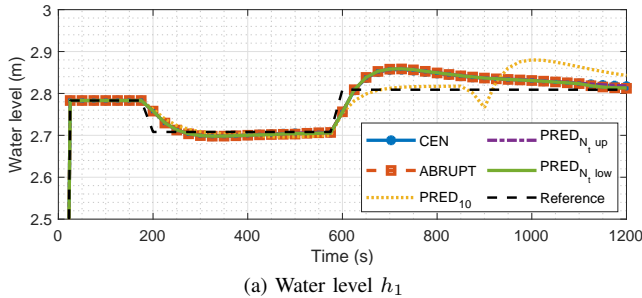 3
2.9
2.8
2.7
2.6
2.5
Water level (m)
0 200 400 600 800 1000 1200
Time (s)
CEN
ABRUPT
PRED10
PREDNt up
PREDNt low
Reference
(a) Water level h1